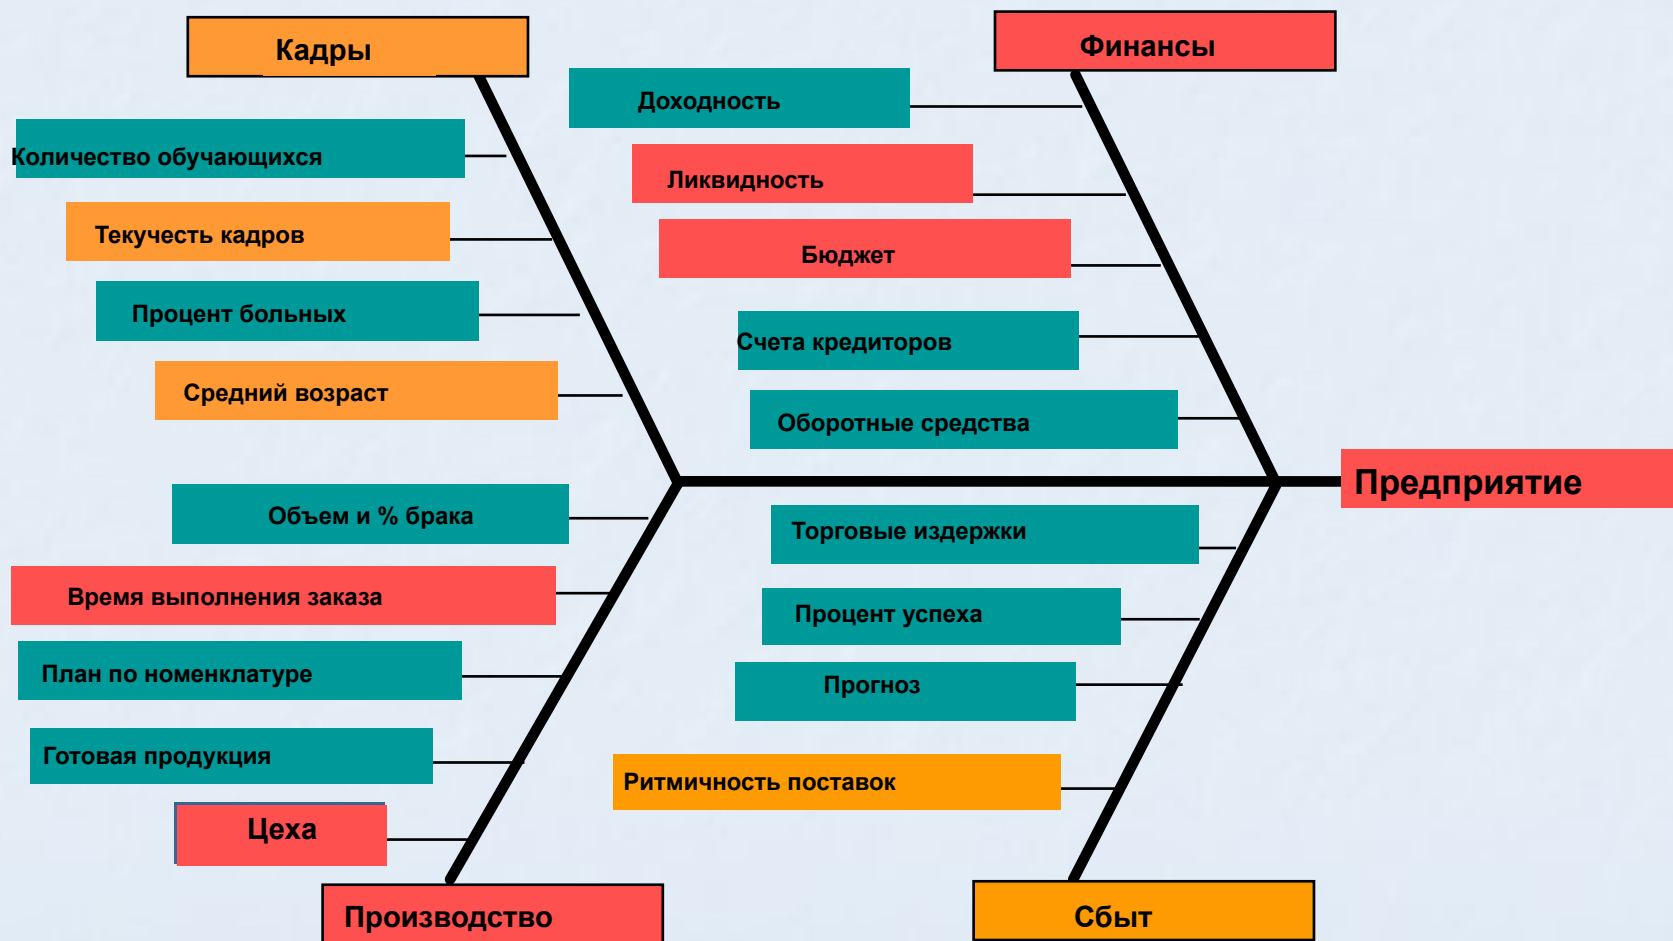 Кадры
Финансы
Доходность
Количество обучающихся
Ликвидность
Текучесть кадров
Бюджет
Процент больных
Счета кредиторов
Средний возраст
Оборотные средства
Предприятие
Объем и % брака
Торговые издержки
Время выполнения заказа
Процент успеха
План по номенклатуре
Прогноз
Готовая продукция
Ритмичность поставок
Цеха
Производство
Сбыт